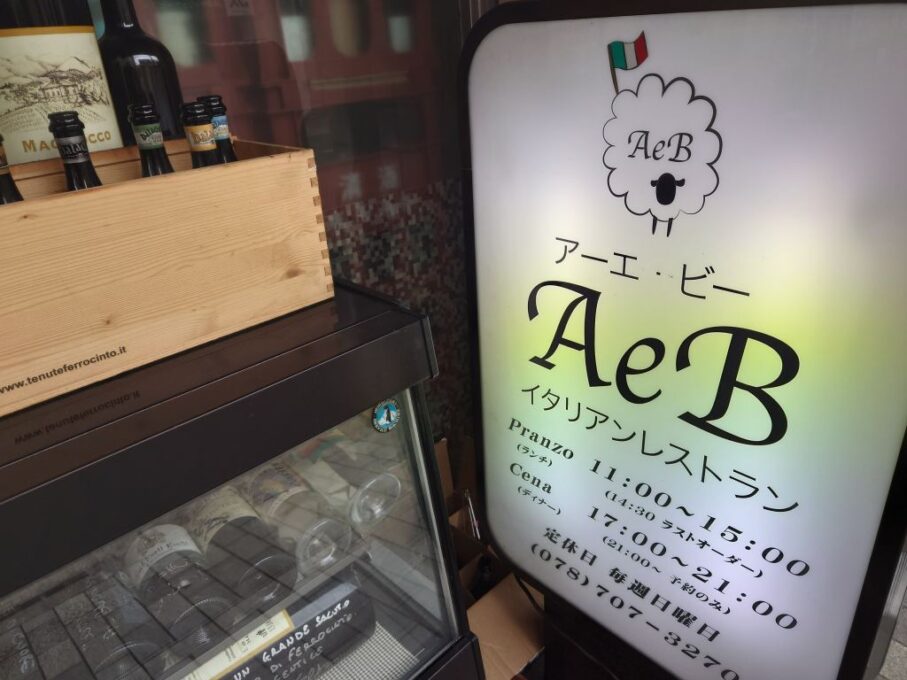 MAGLOCCO
www.tenuteferrocinto.it
UN GRANDE SALUTO
DI FERROCINTO
AeB
アーエ・ビー
AeB
イタリアンレストラン
Pranzo 11:00~15:00
(ランチ) (14:30 ラストオーダー)
Cena 17:00~21:00
(ディナー) (21:00~ 予約のみ)
定休日 毎週日曜日
(078)707-3270